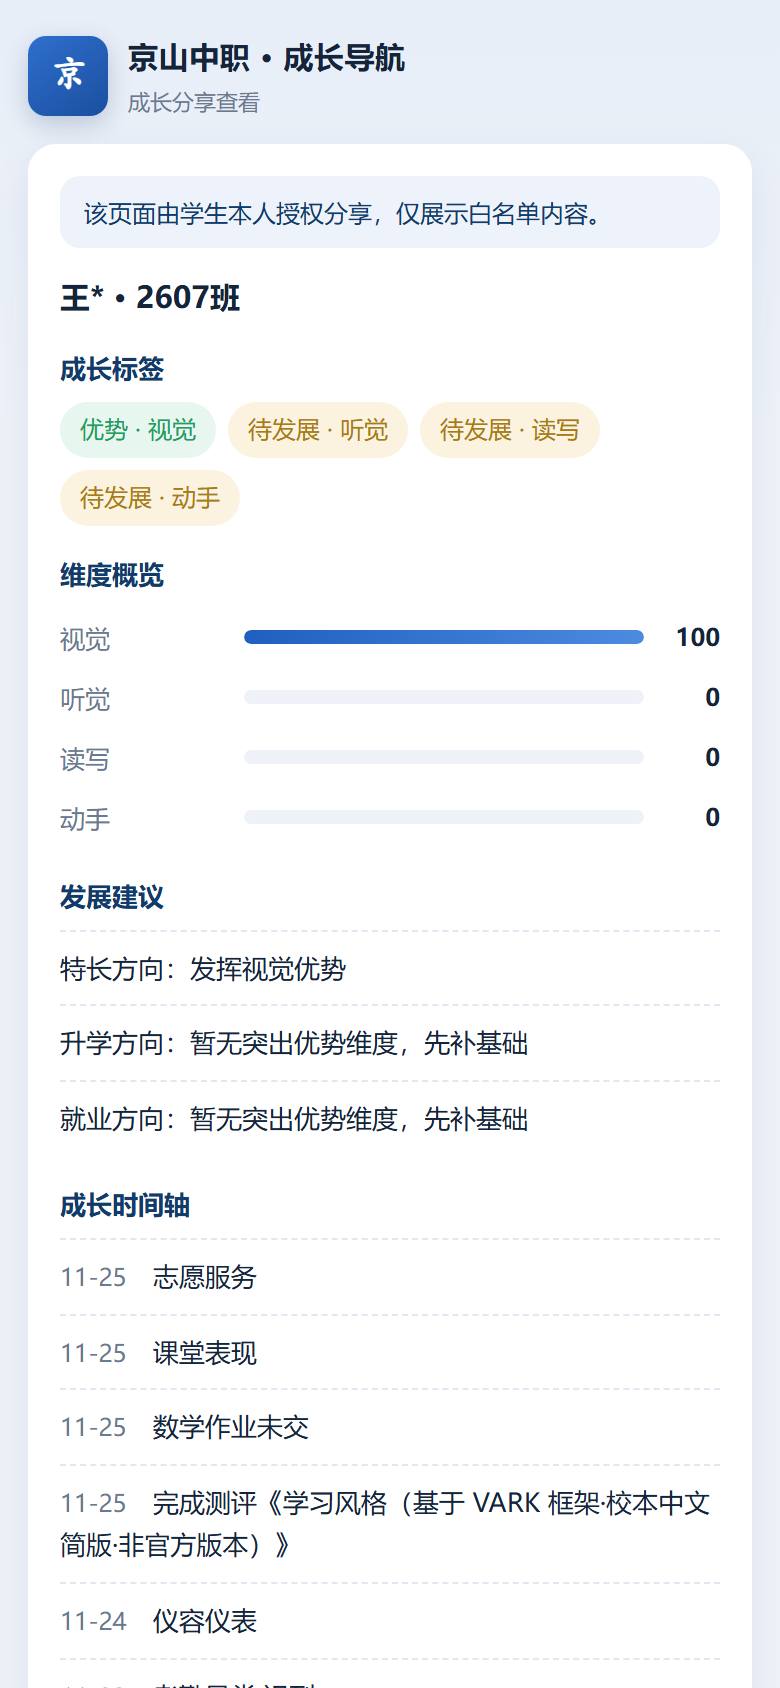 京
京山中职 • 成长导航
成长分享查看
该页面由学生本人授权分享，仅展示白名单内容。
王* • 2607班
成长标签
优势 · 视觉
待发展 · 听觉
待发展 · 读写
待发展 · 动手
维度概览
视觉 100
听觉 0
读写 0
动手 0
发展建议
特长方向：发挥视觉优势
升学方向：暂无突出优势维度，先补基础
就业方向：暂无突出优势维度，先补基础
成长时间轴
11-25 志愿服务
11-25 课堂表现
11-25 数学作业未交
11-25 完成测评《学习风格（基于 VARK 框架·校本中文
简版·非官方版本）》
11-24 仪容仪表